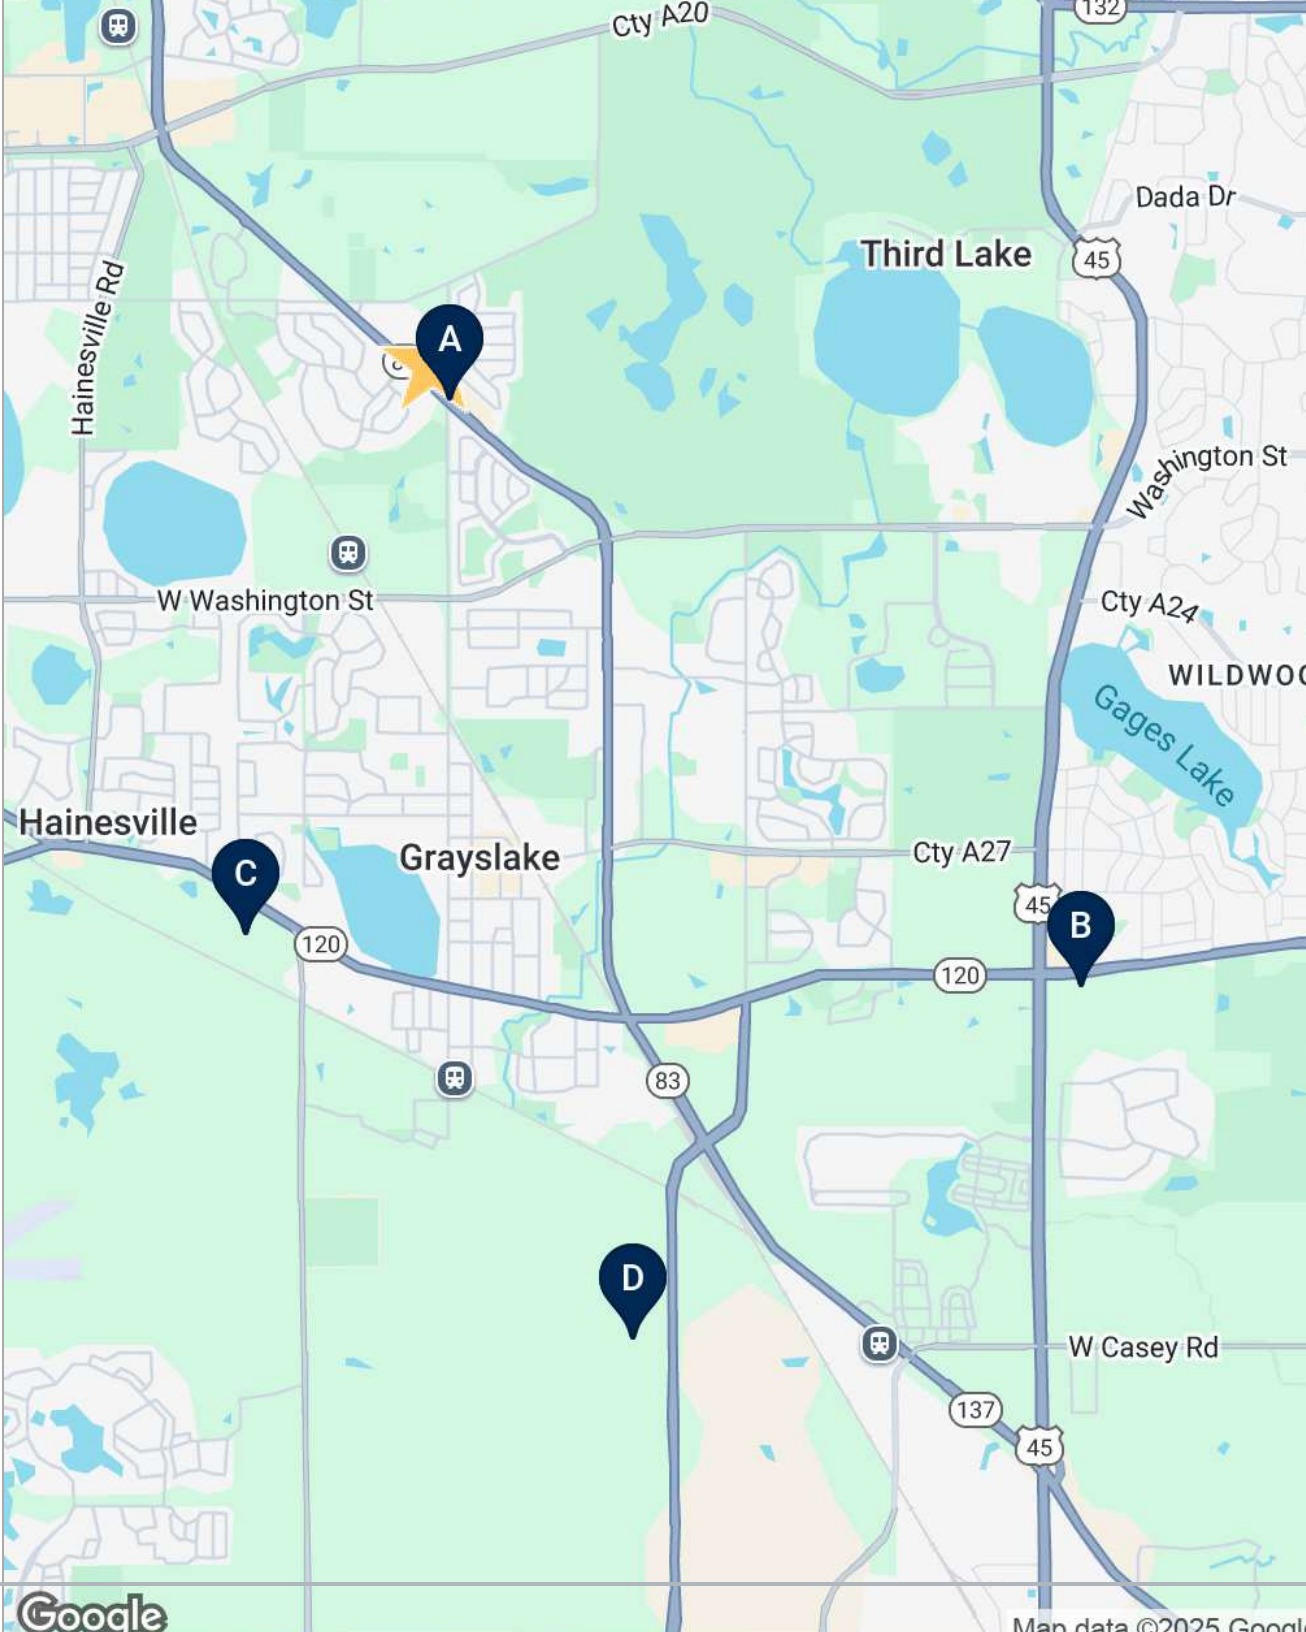 Cty A20
132
Dada Dr
Third Lake
45
Hainesville Rd
A
Washington St
W Washington St
Cty A24
Gages Lake
Hainesville
Grayslake
Cty A27
C
45
B
120
120
83
D
W Casey Rd
137
45
Google
Map data ©2025 Google